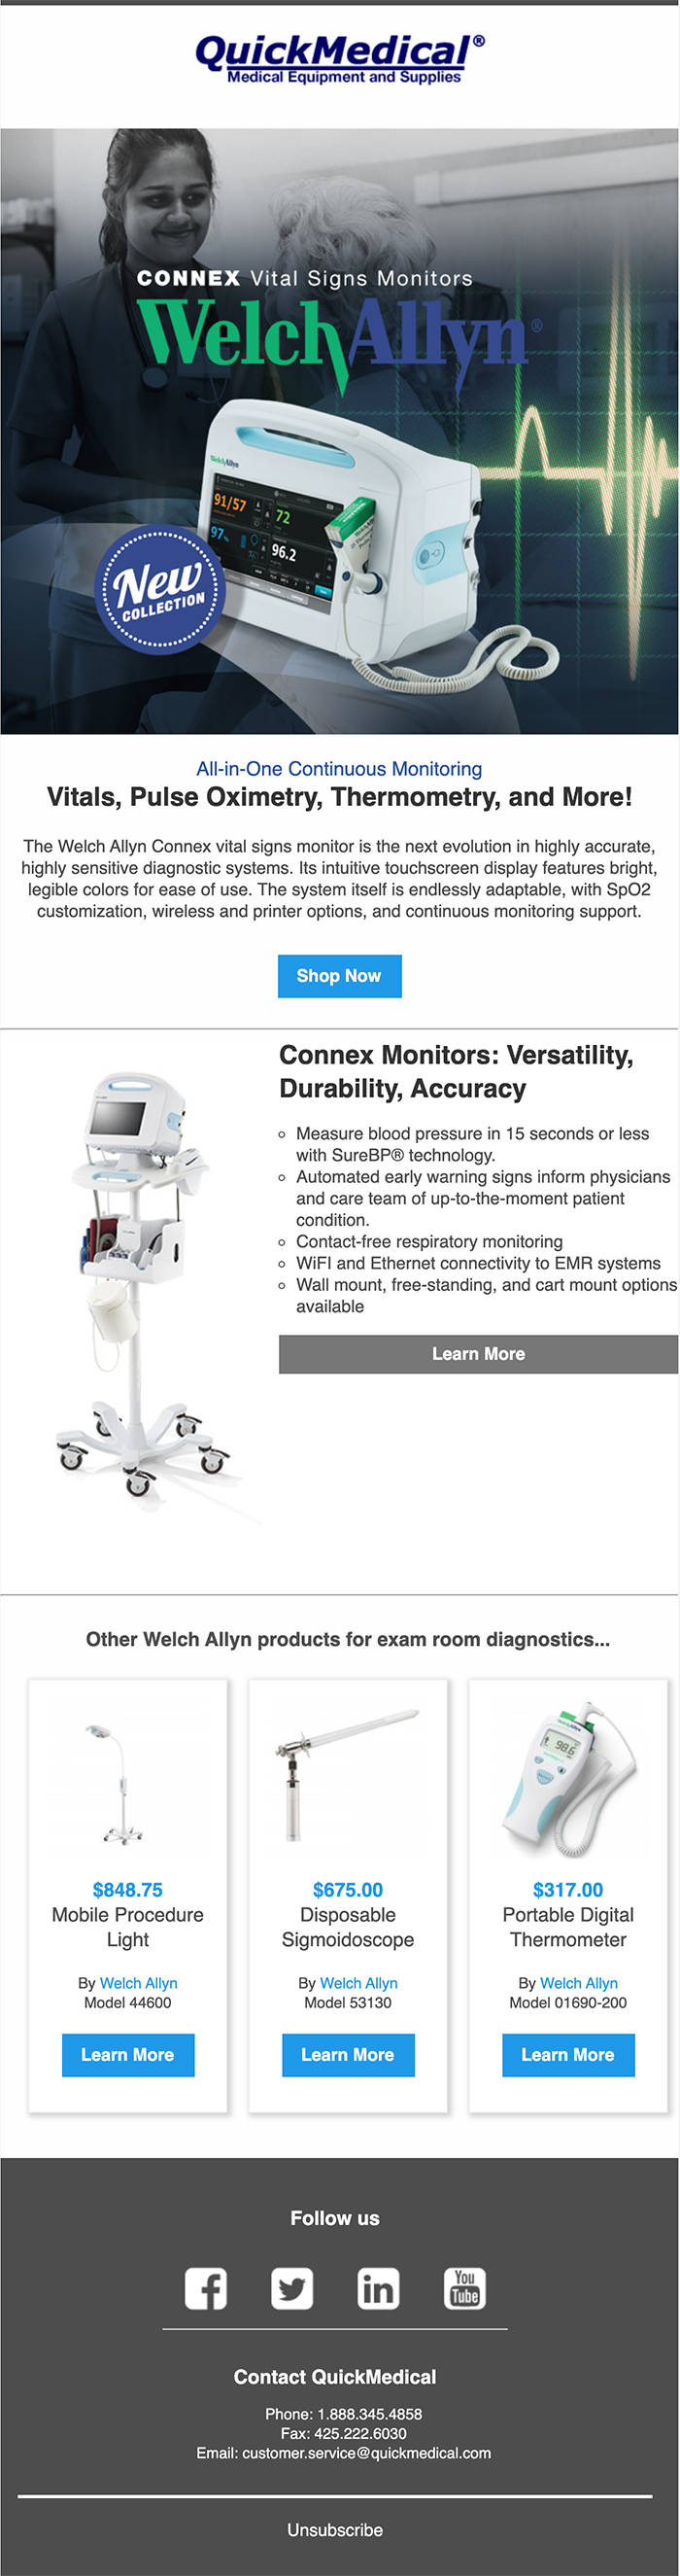 QuickMedical®
Medical Equipment and Supplies
CONNEX Vital Signs Monitors
WelchAllyn®
WelchAllyn
91/57
72
97%
96.2
New
COLLECTION
All-in-One Continuous Monitoring
Vitals, Pulse Oximetry, Thermometry, and More!
The Welch Allyn Connex vital signs monitor is the next evolution in highly accurate,
highly sensitive diagnostic systems. Its intuitive touchscreen display features bright,
legible colors for ease of use. The system itself is endlessly adaptable, with SpO2
customization, wireless and printer options, and continuous monitoring support.
Shop Now
Connex Monitors: Versatility,
Durability, Accuracy
Measure blood pressure in 15 seconds or less
with SureBP® technology.
Automated early warning signs inform physicians
and care team of up-to-the-moment patient
condition.
Contact-free respiratory monitoring
WiFI and Ethernet connectivity to EMR systems
Wall mount, free-standing, and cart mount options
available
Learn More
Other Welch Allyn products for exam room diagnostics...
WelchAllyn
98.6
$848.75
Mobile Procedure
Light
By Welch Allyn
Model 44600
Learn More
$675.00
Disposable
Sigmoidoscope
By Welch Allyn
Model 53130
Learn More
$317.00
Portable Digital
Thermometer
By Welch Allyn
Model 01690-200
Learn More
Follow us
You
Tube
Contact QuickMedical
Phone: 1.888.345.4858
Fax: 425.222.6030
Email: customer.service@quickmedical.com
Unsubscribe